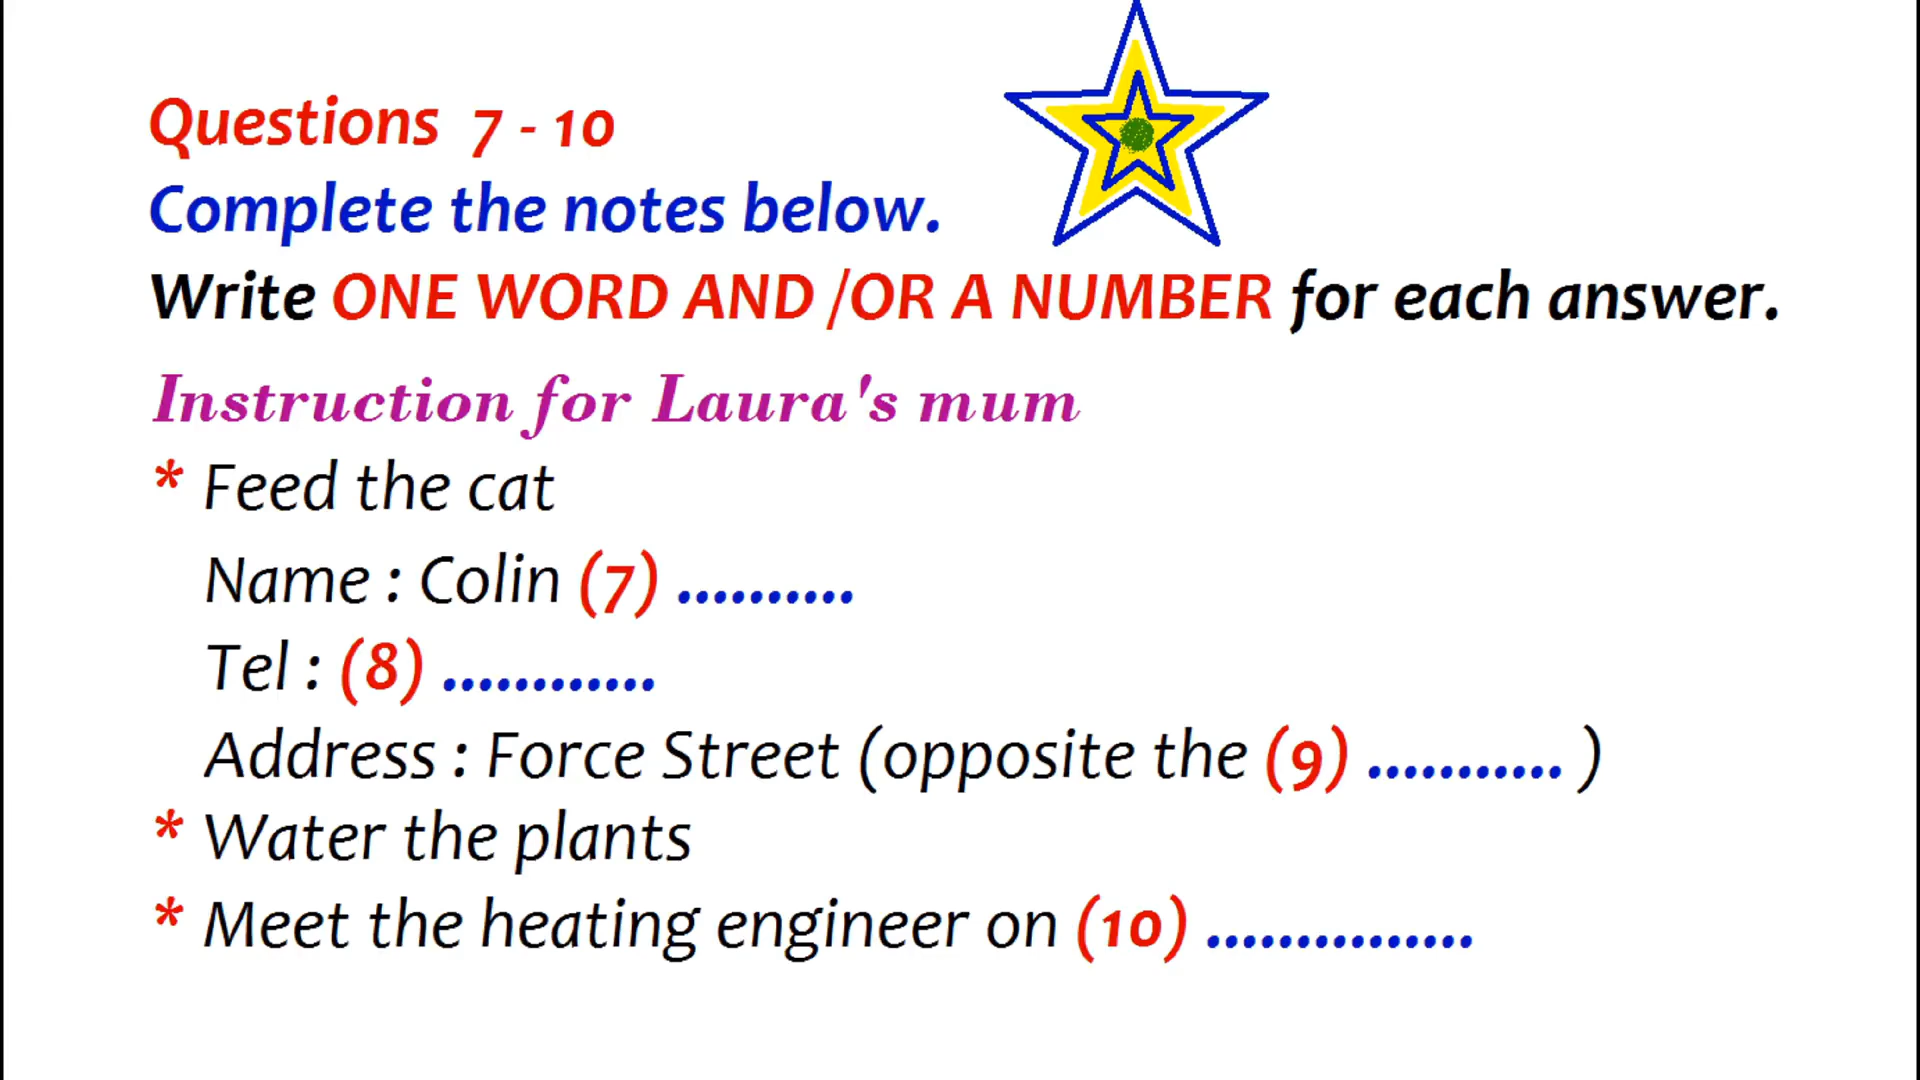 Questions 7 - 10
Complete the notes below.
Write ONE WORD AND /OR A NUMBER for each answer.
Instruction for Laura's mum
* Feed the cat
Name : Colin (7) ..........
Tel : (8) ............
Address : Force Street (opposite the (9) ........... )
* Water the plants
* Meet the heating engineer on (10) ...............